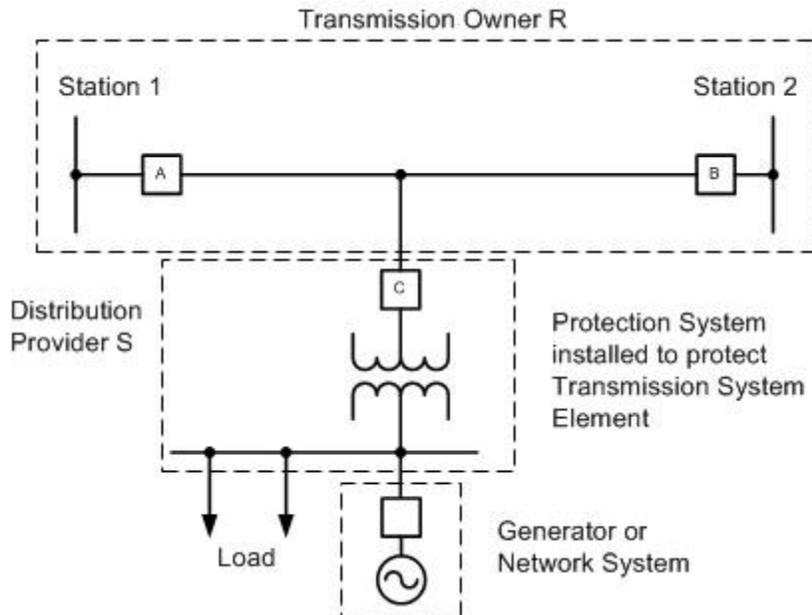 Transmission Owner R
Station 1
Station 2
A
B
C
Distribution
Provider S
Protection System
installed to protect
Transmission System
Element
Load
Generator or
Network System